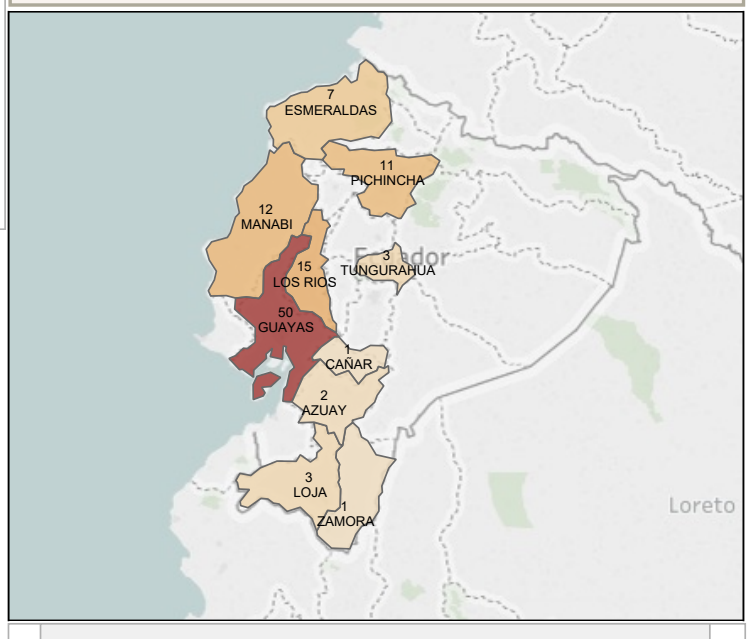 7
ESMERALDAS
11
PICHINCHA
12
MANABI
Ecuador
3
TUNGURAHUA
15
LOS RIOS
50
GUAYAS
1
CAÑAR
2
AZUAY
3
LOJA
1
ZAMORA
Loreto